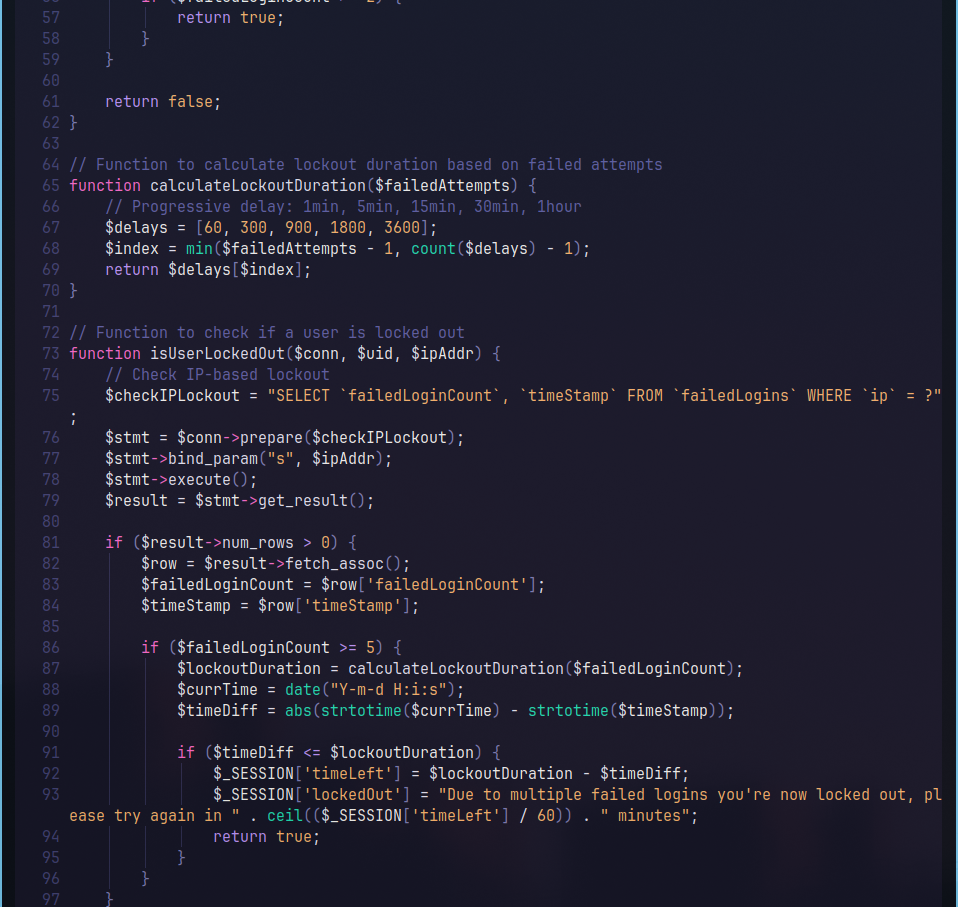 57 return true;
58 }
59 }
60
61 return false;
62 }
63
64 // Function to calculate lockout duration based on failed attempts
65 function calculateLockoutDuration($failedAttempts) {
66 // Progressive delay: 1min, 5min, 15min, 30min, 1hour
67 $delays = [60, 300, 900, 1800, 3600];
68 $index = min($failedAttempts - 1, count($delays) - 1);
69 return $delays[$index];
70 }
71
72 // Function to check if a user is locked out
73 function isUserLockedOut($conn, $uid, $ipAddr) {
74 // Check IP-based lockout
75 $checkIPLockout = "SELECT `failedLoginCount`, `timeStamp` FROM `failedLogins` WHERE `ip` = ?"
;
76 $stmt = $conn->prepare($checkIPLockout);
77 $stmt->bind_param("s", $ipAddr);
78 $stmt->execute();
79 $result = $stmt->get_result();
80
81 if ($result->num_rows > 0) {
82 $row = $result->fetch_assoc();
83 $failedLoginCount = $row['failedLoginCount'];
84 $timeStamp = $row['timeStamp'];
85
86 if ($failedLoginCount >= 5) {
87 $lockoutDuration = calculateLockoutDuration($failedLoginCount);
88 $currTime = date("Y-m-d H:i:s");
89 $timeDiff = abs(strtotime($currTime) - strtotime($timeStamp));
90
91 if ($timeDiff <= $lockoutDuration) {
92 $_SESSION['timeLeft'] = $lockoutDuration - $timeDiff;
93 $_SESSION['lockedOut'] = "Due to multiple failed logins you're now locked out, pl
ease try again in " . ceil(($_SESSION['timeLeft'] / 60)) . " minutes";
94 return true;
95 }
96 }
97 }